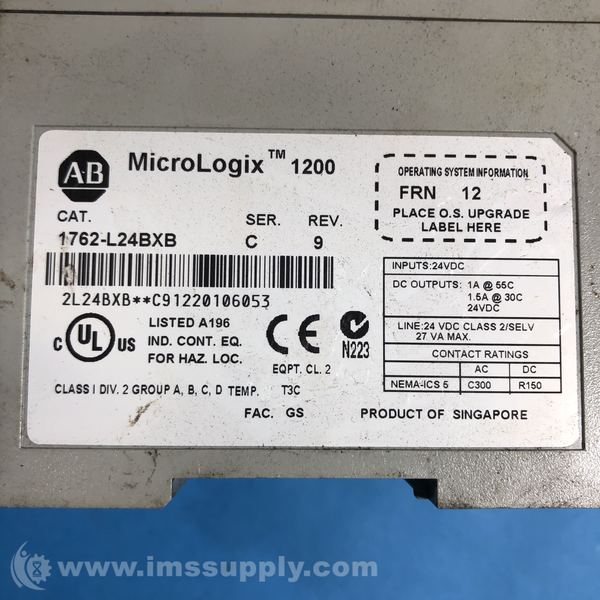 AB
MicroLogix™ 1200
OPERATING SYSTEM INFORMATION
FRN 12
PLACE O.S. UPGRADE
LABEL HERE
CAT. SER. REV.
1762-L24BXB C 9
2L24BXB**C91220106053
INPUTS:24VDC
DC OUTPUTS: 1A @ 55C
1.5A @ 30C
24VDC
LINE:24 VDC CLASS 2/SELV
27 VA MAX.
CONTACT RATINGS
AC DC
NEMA-ICS 5 C300 R150
C UL US
LISTED A196
IND. CONT. EQ.
FOR HAZ. LOC.
CE
EQPT. CL. 2
N223
CLASS I DIV. 2 GROUP A, B, C, D TEMP. T3C
FAC. GS
PRODUCT OF SINGAPORE
www.imssupply.com